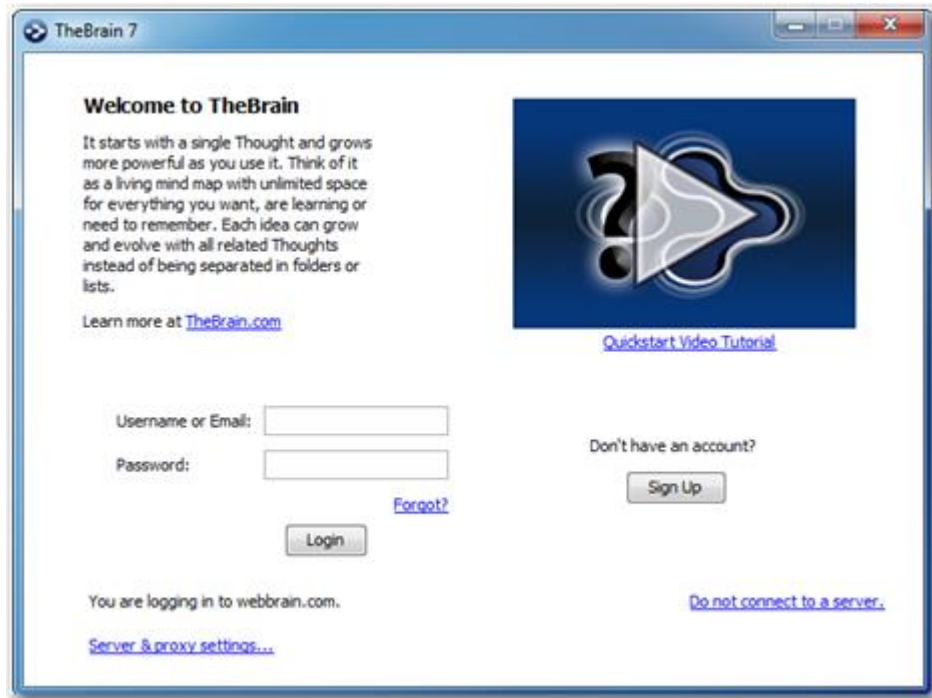 TheBrain 7
Welcome to TheBrain
It starts with a single Thought and grows
more powerful as you use it. Think of it
as a living mind map with unlimited space
for everything you want, are learning or
need to remember. Each idea can grow
and evolve with all related Thoughts
instead of being separated in folders or
lists.
Learn more at TheBrain.com
?
Quickstart Video Tutorial
Username or Email:
Password:
Forgot?
Login
Don't have an account?
Sign Up
You are logging in to webbrain.com.
Do not connect to a server.
Server & proxy settings...